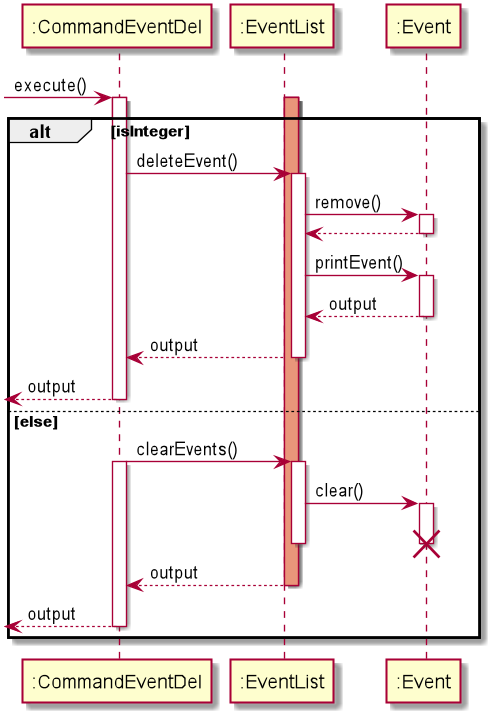 :CommandEventDel :EventList :Event
execute()
alt [isInteger]
deleteEvent()
remove()
printEvent()
output
output
output
[else]
clearEvents()
clear()
output
output
:CommandEventDel :EventList :Event